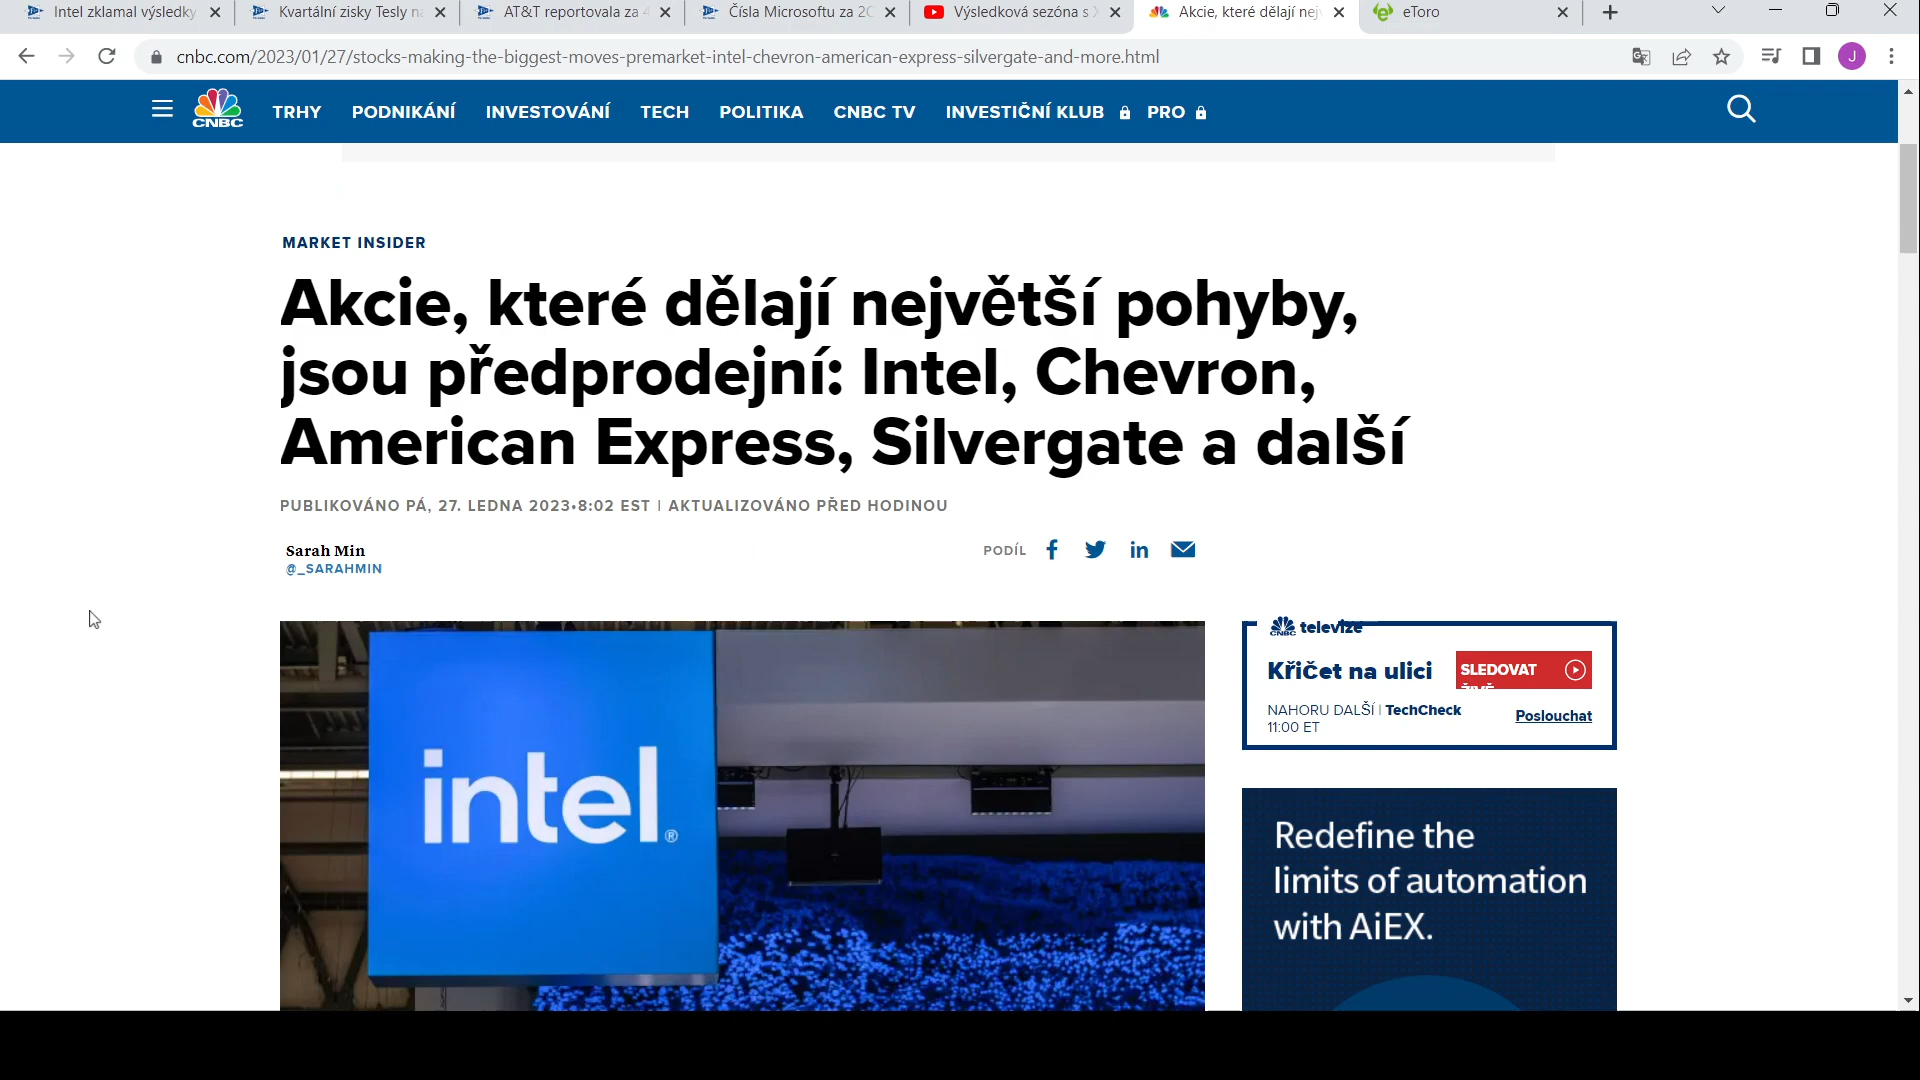 Intel zklamal výsledky
Kvartální zisky Tesly n
AT&T reportovala za 4
Čísla Microsoftu za 2
Výsledková sezóna s
Akcie, které dělají nej
eToro
cnbc.com/2023/01/27/stocks-making-the-biggest-moves-premarket-intel-chevron-american-express-silvergate-and-more.html
J
CNBC
TRHY PODNIKÁNÍ INVESTOVÁNÍ TECH POLITIKA CNBC TV INVESTIČNÍ KLUB PRO
MARKET INSIDER
Akcie, které dělají největší pohyby,
jsou předprodejní: Intel, Chevron,
American Express, Silvergate a další
PUBLIKOVÁNO PÁ, 27. LEDNA 2023•8:02 EST | AKTUALIZOVÁNO PŘED HODINOU
Sarah Min
@_SARAHMIN
PODÍL
intel®
CNBC televize
Křičet na ulici
SLEDOVAT
ŽIVĚ
NAHORU DALŠÍ | TechCheck
11:00 ET
Poslouchat
Redefine the
limits of automation
with AiEX.